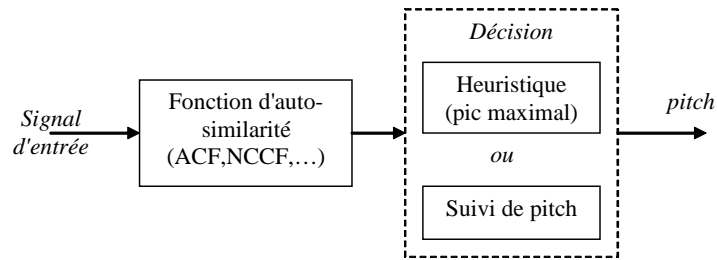 Signal
d'entrée
Fonction d'auto-
similarité
(ACF,NCCF,…)
Décision
Heuristique
(pic maximal)
ou
Suivi de pitch
pitch